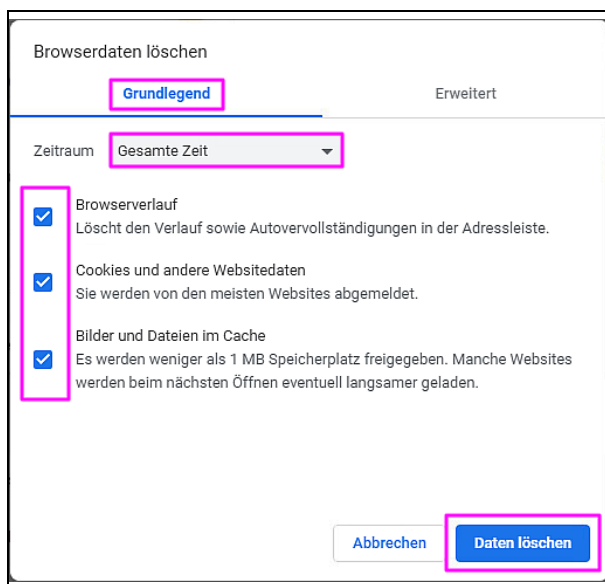 Browserdaten löschen
Grundlegend
Erweitert
Zeitraum Gesamte Zeit
Browserverlauf
Löscht den Verlauf sowie Autovervollständigungen in der Adressleiste.
Cookies und andere Websitedaten
Sie werden von den meisten Websites abgemeldet.
Bilder und Dateien im Cache
Es werden weniger als 1 MB Speicherplatz freigegeben. Manche Websites
werden beim nächsten Öffnen eventuell langsamer geladen.
Abbrechen
Daten löschen